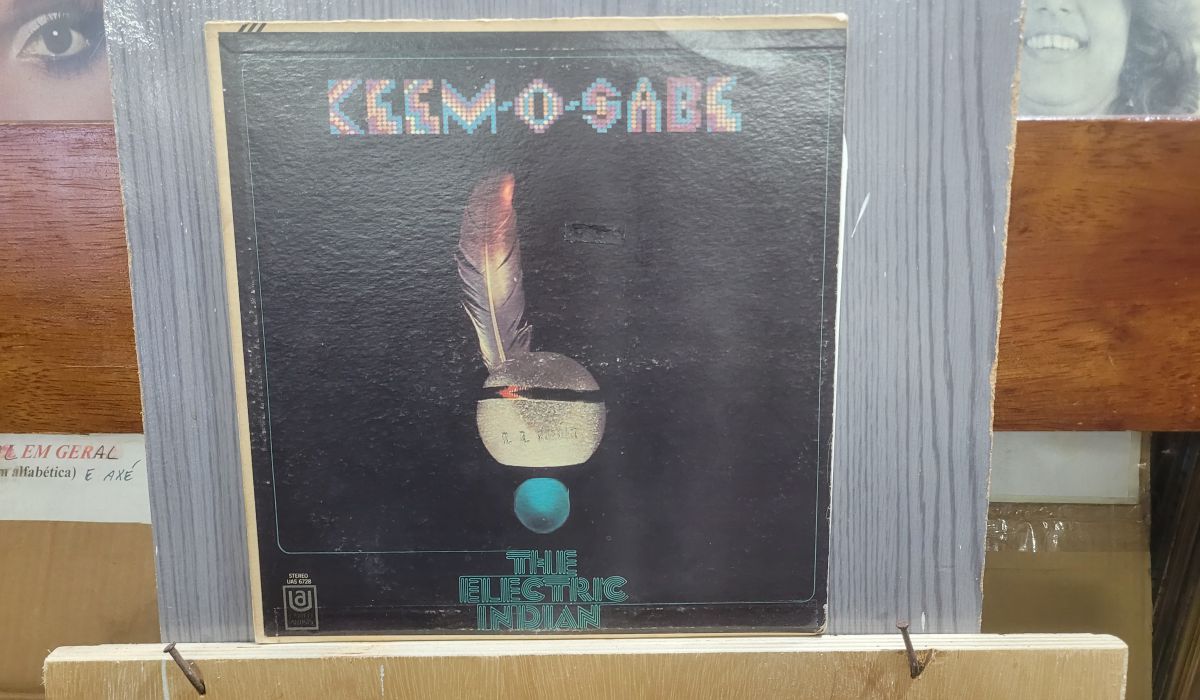 KEEM-O-SABE
THE
ELECTRIC
INDIAN
STEREO
UAS 6728
EM GERAL
alfabética) E AXÉ